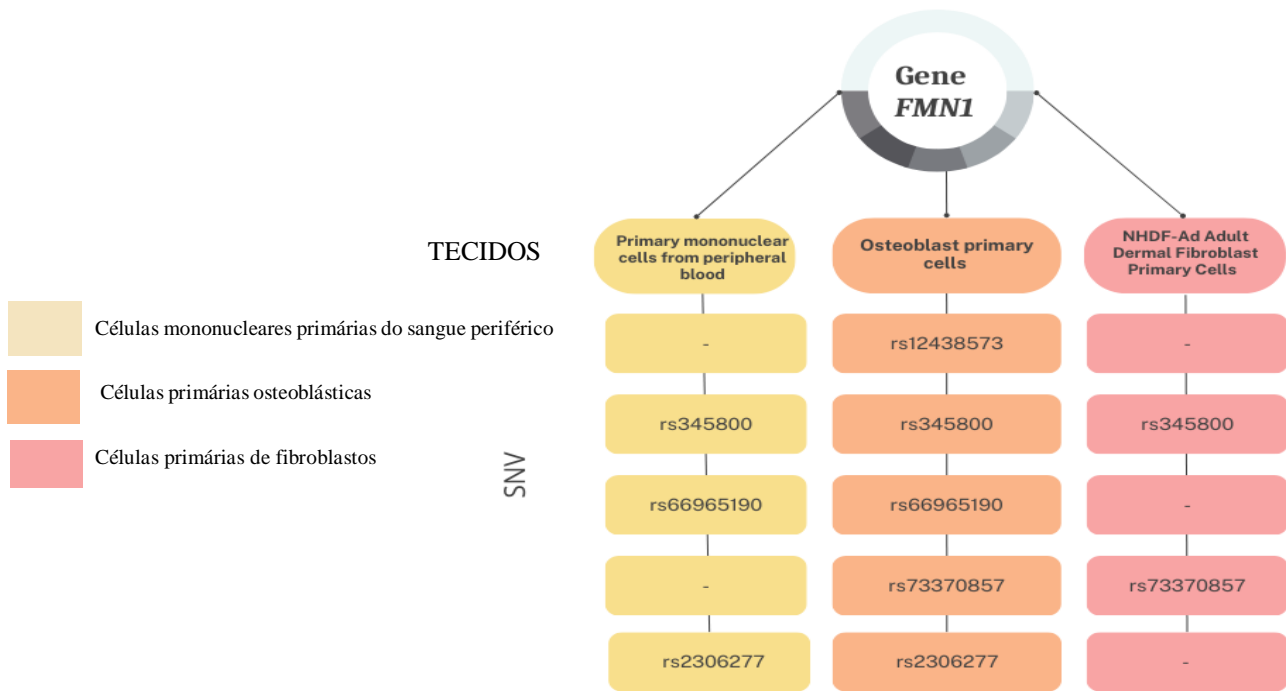 Gene
FMN1
TECIDOS
Primary mononuclear
cells from peripheral
blood
Osteoblast primary
cells
NHDF-Ad Adult
Dermal Fibroblast
Primary Cells
Células mononucleares primárias do sangue periférico
Células primárias osteoblásticas
Células primárias de fibroblastos
SNV
- rs12438573 -
rs345800 rs345800 rs345800
rs66965190 rs66965190 -
- rs73370857 rs73370857
rs2306277 rs2306277 -